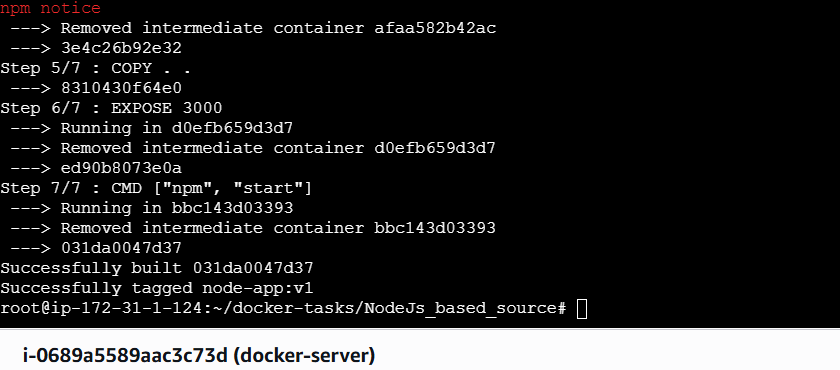 npm notice
 ---> Removed intermediate container afaa582b42ac
 ---> 3e4c26b92e32
Step 5/7 : COPY . .
 ---> 8310430f64e0
Step 6/7 : EXPOSE 3000
 ---> Running in d0efb659d3d7
 ---> Removed intermediate container d0efb659d3d7
 ---> ed90b8073e0a
Step 7/7 : CMD ["npm", "start"]
 ---> Running in bbc143d03393
 ---> Removed intermediate container bbc143d03393
 ---> 031da0047d37
Successfully built 031da0047d37
Successfully tagged node-app:v1
root@ip-172-31-1-124:~/docker-tasks/NodeJs_based_source#
i-0689a5589aac3c73d (docker-server)